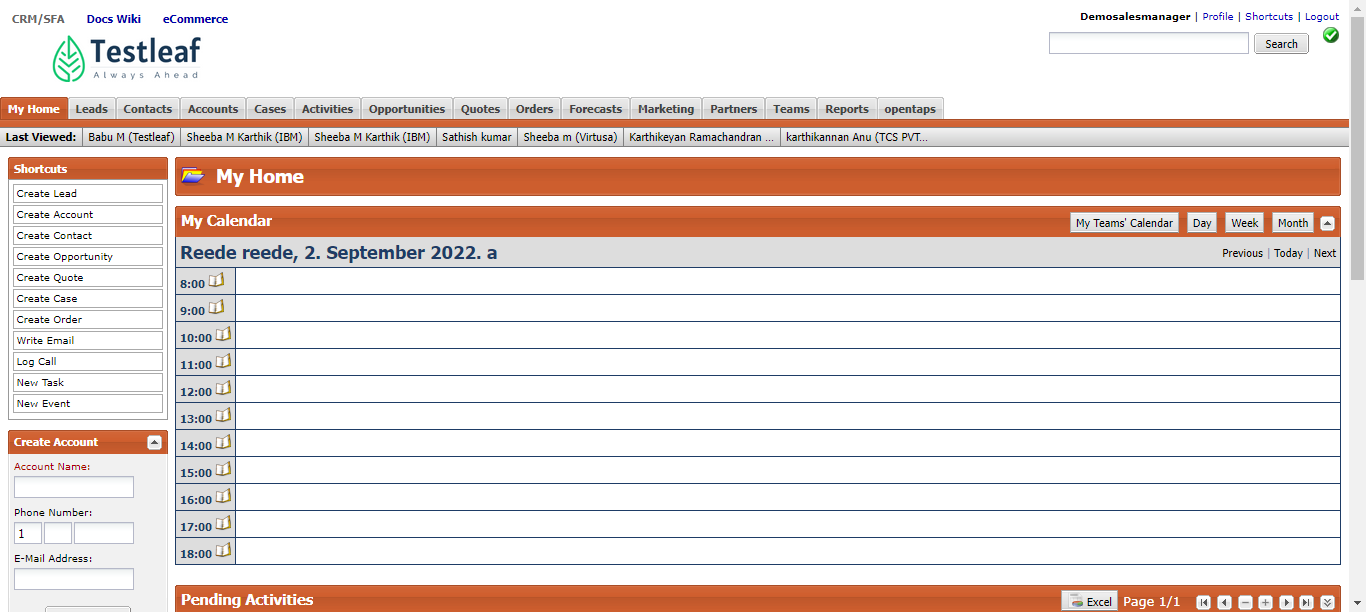 CRM/SFA Docs Wiki eCommerce
Demosalesmanager | Profile | Shortcuts | Logout
Testleaf
Always Ahead
Search
My Home Leads Contacts Accounts Cases Activities Opportunities Quotes Orders Forecasts Marketing Partners Teams Reports opentaps
Last Viewed: Babu M (Testleaf) Sheeba M Karthik (IBM) Sheeba M Karthik (IBM) Sathish kumar Sheeba m (Virtusa) Karthikeyan Ramachandran ... karthikannan Anu (TCS PVT...
Shortcuts
Create Lead
Create Account
Create Contact
Create Opportunity
Create Quote
Create Case
Create Order
Write Email
Log Call
New Task
New Event
Create Account
Account Name:
Phone Number:
1
E-Mail Address:
My Home
My Calendar My Teams' Calendar Day Week Month
Reede reede, 2. September 2022. a Previous | Today | Next
8:00
9:00
10:00
11:00
12:00
13:00
14:00
15:00
16:00
17:00
18:00
Pending Activities Excel Page 1/1